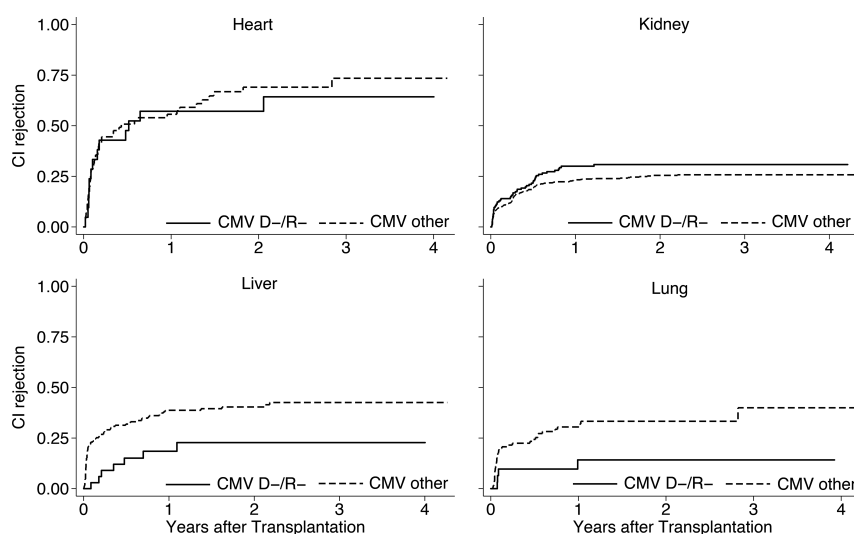 Heart
CI rejection
1.00
0.75
0.50
0.25
0.00
CMV D−/R− CMV other
0 1 2 3 4
Kidney
CMV D−/R− CMV other
0 1 2 3 4
Liver
CI rejection
1.00
0.75
0.50
0.25
0.00
CMV D−/R− CMV other
0 1 2 3 4
Years after Transplantation
Lung
CMV D−/R− CMV other
0 1 2 3 4
Years after Transplantation